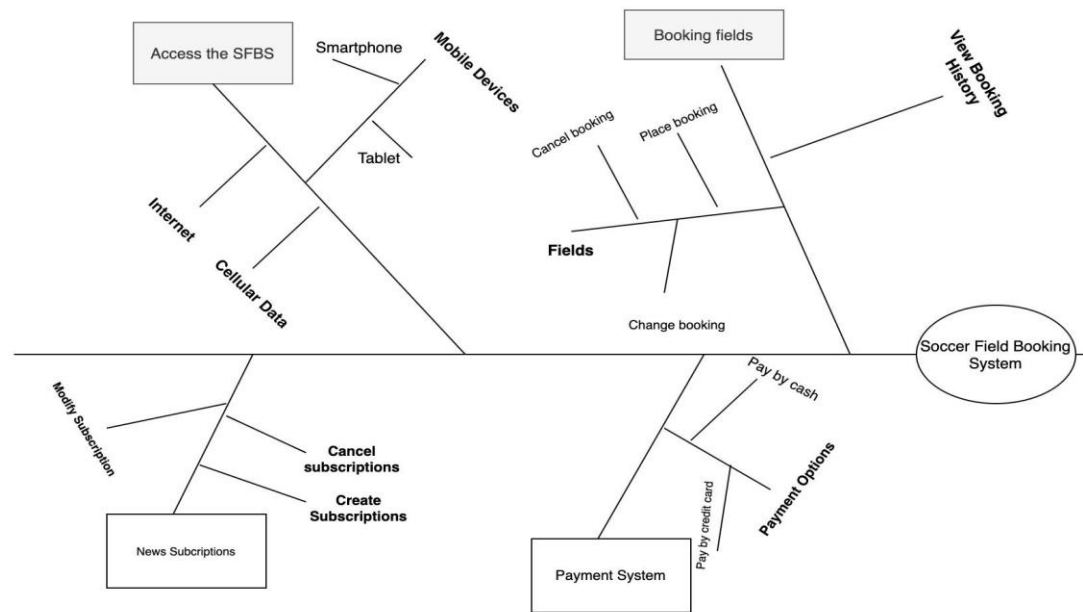 Access the SFBS
Smartphone
Mobile Devices
Tablet
Internet
Cellular Data
Booking fields
View Booking
History
Cancel booking
Place booking
Fields
Change booking
Soccer Field Booking
System
Modify Subscription
Cancel
subscriptions
Create
Subscriptions
News Subcriptions
Pay by cash
Payment Options
Pay by credit card
Payment System